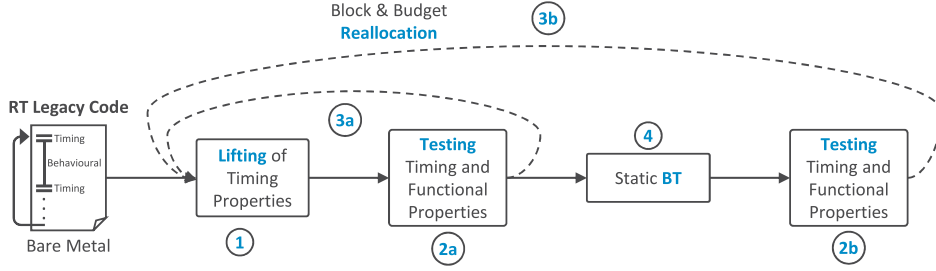 Block & Budget
Reallocation
3b
3a
RT Legacy Code
Timing
Behavioural
Timing
Bare Metal
Lifting of
Timing
Properties
1
Testing
Timing and
Functional
Properties
2a
4
Static BT
Testing
Timing and
Functional
Properties
2b